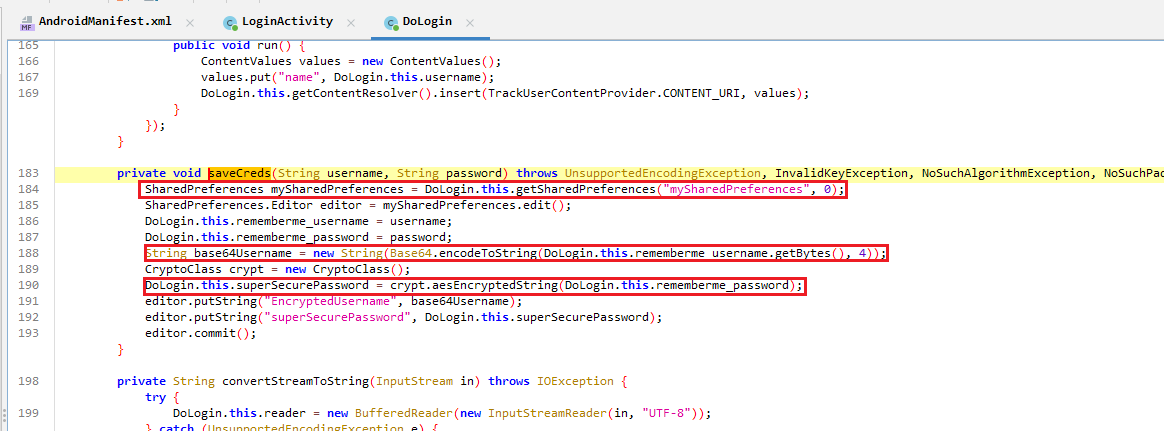 AndroidManifest.xml × LoginActivity × DoLogin ×
165 public void run() {
166 ContentValues values = new ContentValues();
167 values.put("name", DoLogin.this.username);
169 DoLogin.this.getContentResolver().insert(TrackUserContentProvider.CONTENT_URI, values);
}
});
}
183 private void saveCreds(String username, String password) throws UnsupportedEncodingException, InvalidKeyException, NoSuchAlgorithmException, NoSuchPad
184 SharedPreferences mySharedPreferences = DoLogin.this.getSharedPreferences("mySharedPreferences", 0);
185 SharedPreferences.Editor editor = mySharedPreferences.edit();
186 DoLogin.this.rememberme_username = username;
187 DoLogin.this.rememberme_password = password;
188 String base64Username = new String(Base64.encodeToString(DoLogin.this.rememberme_username.getBytes(), 4));
189 CryptoClass crypt = new CryptoClass();
190 DoLogin.this.superSecurePassword = crypt.aesEncryptedString(DoLogin.this.rememberme_password);
191 editor.putString("EncryptedUsername", base64Username);
192 editor.putString("superSecurePassword", DoLogin.this.superSecurePassword);
193 editor.commit();
}
198 private String convertStreamToString(InputStream in) throws IOException {
try {
199 DoLogin.this.reader = new BufferedReader(new InputStreamReader(in, "UTF-8"));
} catch (UnsupportedEncodingException e) {